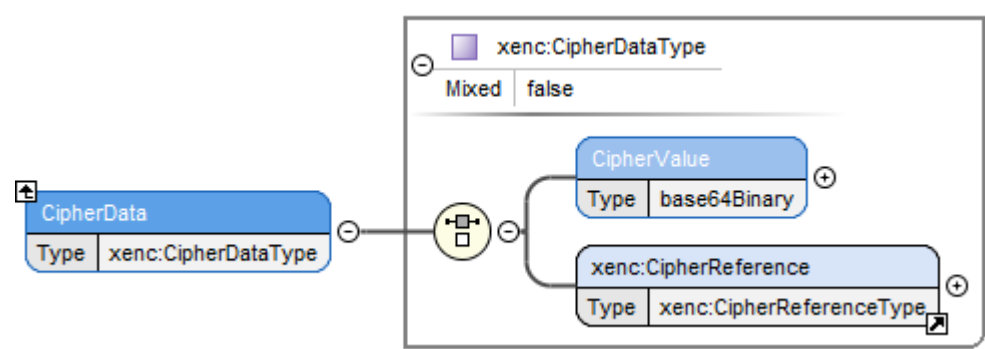 xenc:CipherDataType
Mixed false
CipherValue
Type base64Binary
CipherData
Type xenc:CipherDataType
xenc:CipherReference
Type xenc:CipherReferenceType